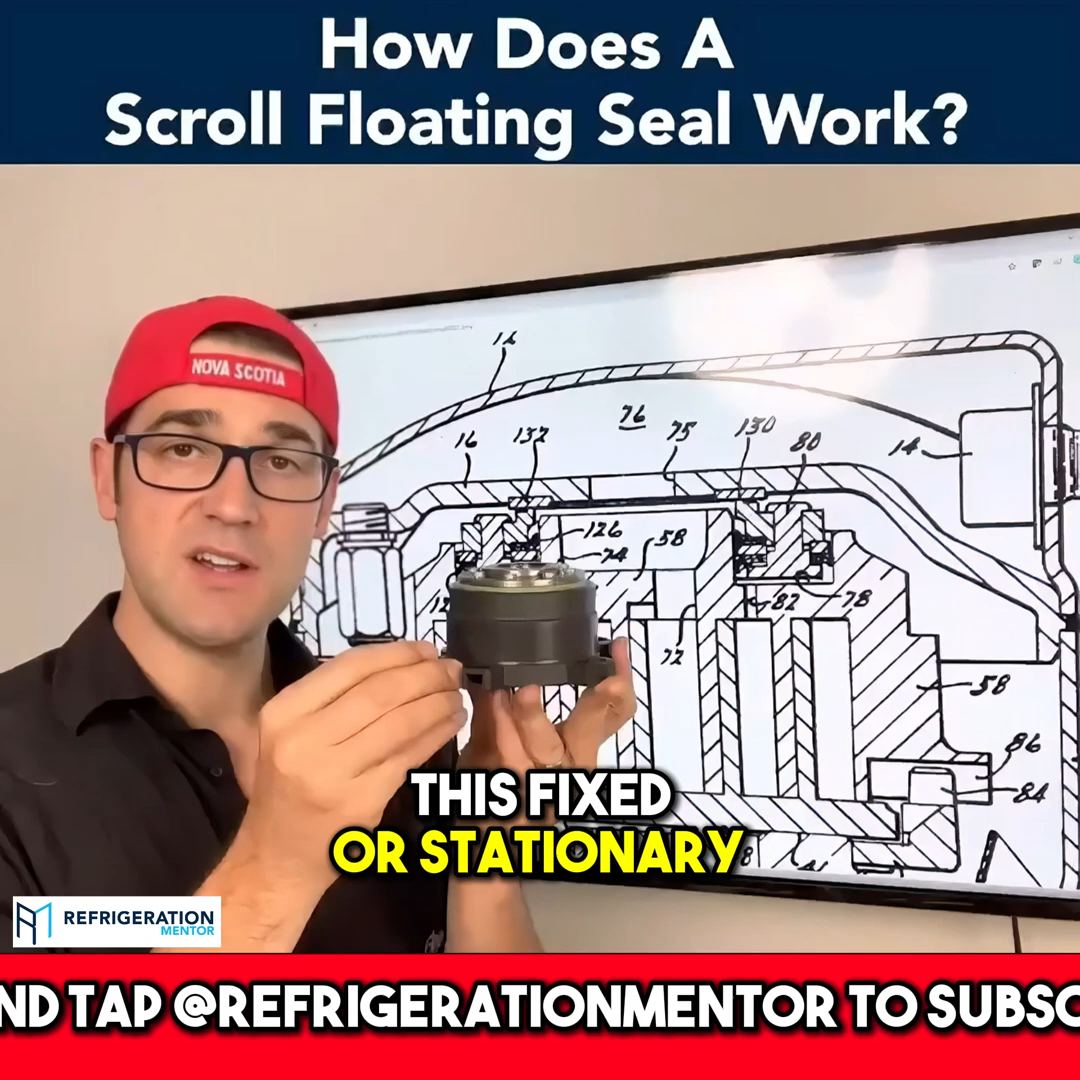 How Does A
Scroll Floating Seal Work?
NOVA SCOTIA
12
76
16
132
75
130
80
14
126
74
58
82
78
72
58
86
84
THIS FIXED
OR STATIONARY
REFRIGERATION
MENTOR
ND TAP @REFRIGERATIONMENTOR TO SUBSC